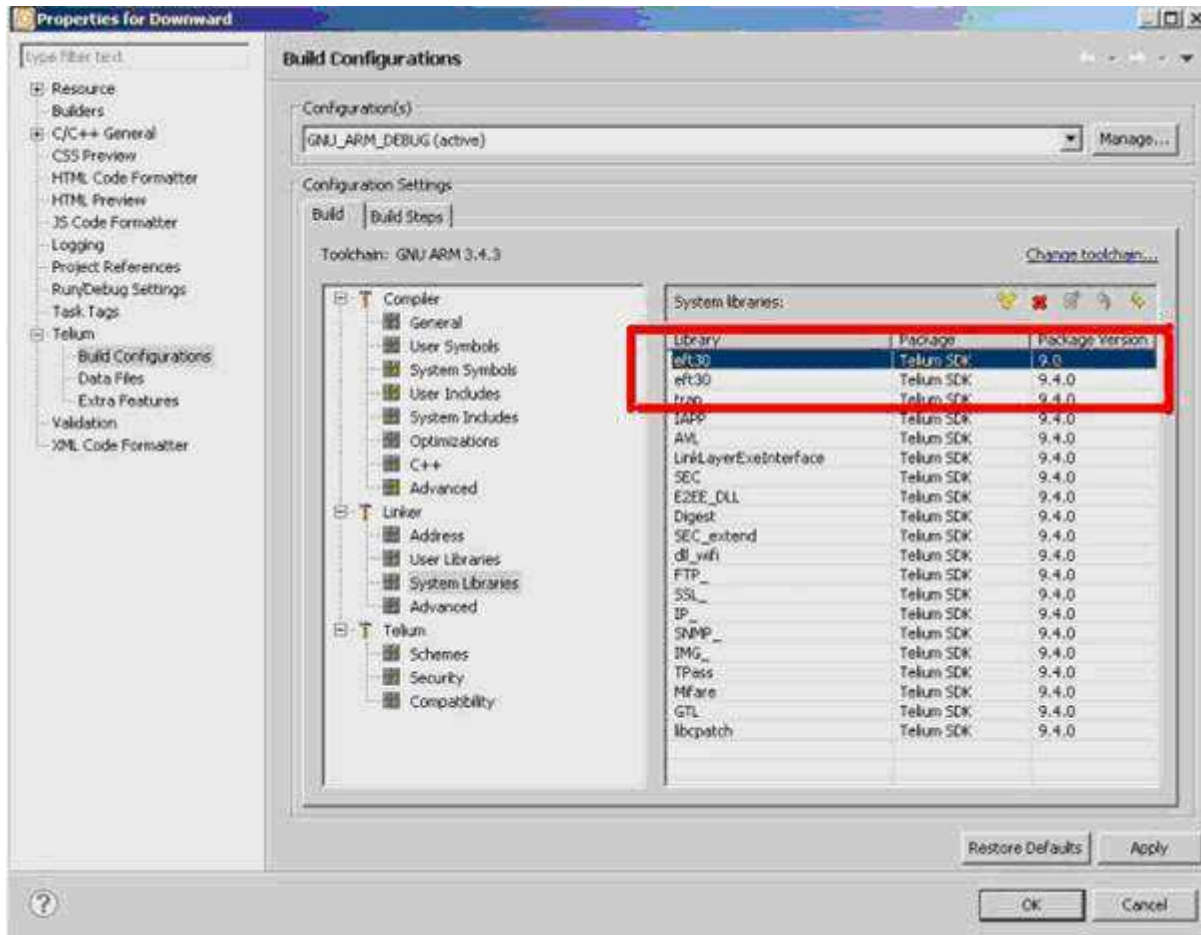 Properties for Downward
type filter text
Resource
Builders
C/C++ General
CSS Preview
HTML Code Formatter
HTML Preview
JS Code Formatter
Logging
Project References
Run/Debug Settings
Task Tags
Telium
Build Configurations
Data Files
Extra Features
Validation
XML Code Formatter
Build Configurations
Configuration(s)
GNU_ARM_DEBUG (active)
Manage...
Configuration Settings
Build
Build Steps
Toolchain: GNU ARM 3.4.3
Change toolchain...
Compiler
General
User Symbols
System Symbols
User Includes
System Includes
Optimizations
C++
Advanced
Linker
Address
User Libraries
System Libraries
Advanced
Telium
Schemes
Security
Compatibility
System libraries:
Library Package Package Version
eft30 Telium SDK 9.0
eft30 Telium SDK 9.4.0
trap Telium SDK 9.4.0
IAPP Telium SDK 9.4.0
AVL Telium SDK 9.4.0
LinkLayerExeInterface Telium SDK 9.4.0
SEC Telium SDK 9.4.0
E2EE_DLL Telium SDK 9.4.0
Digest Telium SDK 9.4.0
SEC_extend Telium SDK 9.4.0
dll_wifi Telium SDK 9.4.0
FTP_ Telium SDK 9.4.0
SSL_ Telium SDK 9.4.0
IP_ Telium SDK 9.4.0
SNMP_ Telium SDK 9.4.0
IMG_ Telium SDK 9.4.0
TPass Telium SDK 9.4.0
Mifare Telium SDK 9.4.0
GTL Telium SDK 9.4.0
libcpatch Telium SDK 9.4.0
Restore Defaults
Apply
?
OK
Cancel